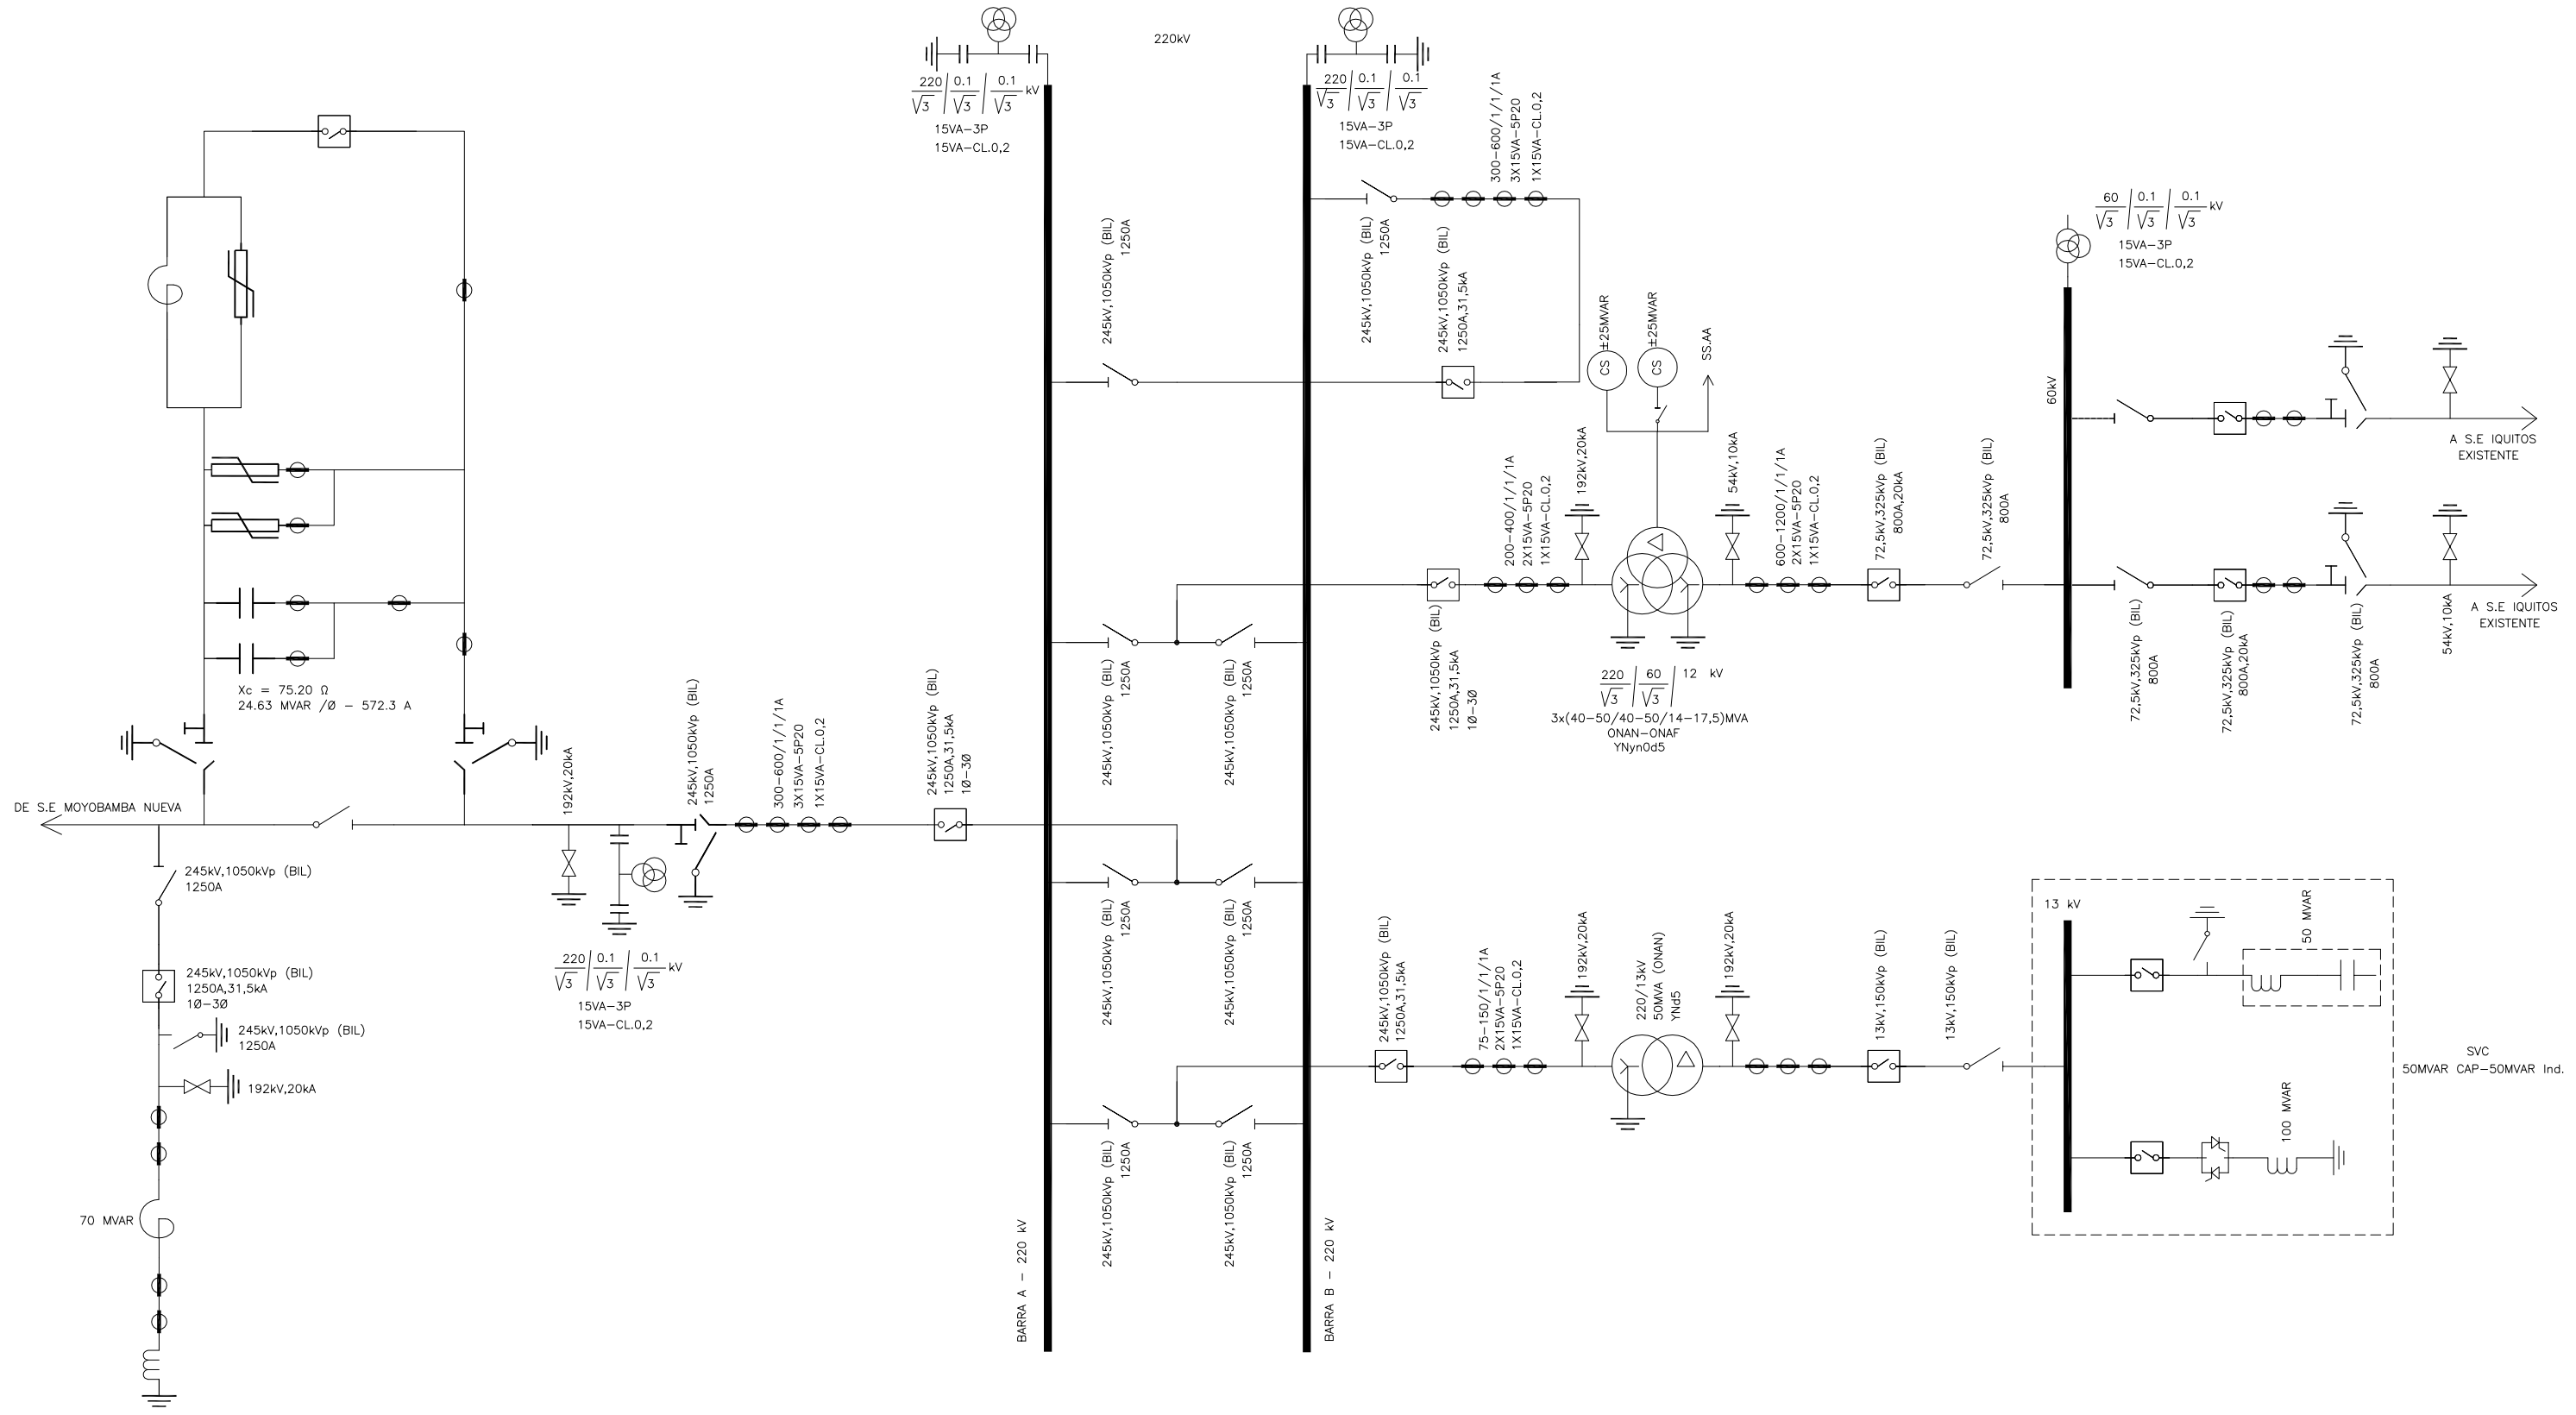 220kV
220/√3 / 0.1/√3 / 0.1/√3 kV
15VA-3P
15VA-CL.0,2
220/√3 / 0.1/√3 / 0.1/√3
15VA-3P
15VA-CL.0,2
300-600/1/1/1A
3X15VA-5P20
1X15VA-CL.0,2
245kV,1050kVp (BIL)
1250A
245kV,1050kVp (BIL)
1250A
245kV,1050kVp (BIL)
1250A,31,5kA
CS
±25MVAR
CS
±25MVAR
SS.AA
60/√3 / 0.1/√3 / 0.1/√3 kV
15VA-3P
15VA-CL.0,2
60kV
A S.E IQUITOS
EXISTENTE
200-400/1/1/1A
2X15VA-5P20
1X15VA-CL.0,2
192kV,20kA
54kV,10kA
600-1200/1/1/1A
2X15VA-5P20
1X15VA-CL.0,2
72,5kV,325kVp (BIL)
800A,20kA
72,5kV,325kVp (BIL)
800A
A S.E IQUITOS
EXISTENTE
72,5kV,325kVp (BIL)
800A
72,5kV,325kVp (BIL)
800A,20kA
72,5kV,325kVp (BIL)
800A
54kV,10kA
245kV,1050kVp (BIL)
1250A,31,5kA
1Ø-3Ø
220/√3 / 60/√3 / 12 kV
3x(40-50/40-50/14-17,5)MVA
ONAN-ONAF
YNyn0d5
245kV,1050kVp (BIL)
1250A
245kV,1050kVp (BIL)
1250A
Xc = 75.20 Ω
24.63 MVAR /Ø - 572.3 A
DE S.E MOYOBAMBA NUEVA
192kV,20kA
245kV,1050kVp (BIL)
1250A
300-600/1/1/1A
3X15VA-5P20
1X15VA-CL.0,2
245kV,1050kVp (BIL)
1250A,31,5kA
1Ø-3Ø
220/√3 / 0.1/√3 / 0.1/√3 kV
15VA-3P
15VA-CL.0,2
245kV,1050kVp (BIL)
1250A
245kV,1050kVp (BIL)
1250A,31,5kA
1Ø-3Ø
245kV,1050kVp (BIL)
1250A
192kV,20kA
70 MVAR
245kV,1050kVp (BIL)
1250A
245kV,1050kVp (BIL)
1250A
245kV,1050kVp (BIL)
1250A,31,5kA
75-150/1/1/1A
2X15VA-5P20
1X15VA-CL.0,2
192kV,20kA
220/13kV
50MVA (ONAN)
YNd5
192kV,20kA
13kV,150kVp (BIL)
13kV,150kVp (BIL)
13 kV
50 MVAR
100 MVAR
SVC
50MVAR CAP-50MVAR Ind.
245kV,1050kVp (BIL)
1250A
245kV,1050kVp (BIL)
1250A
BARRA A - 220 kV
BARRA B - 220 kV